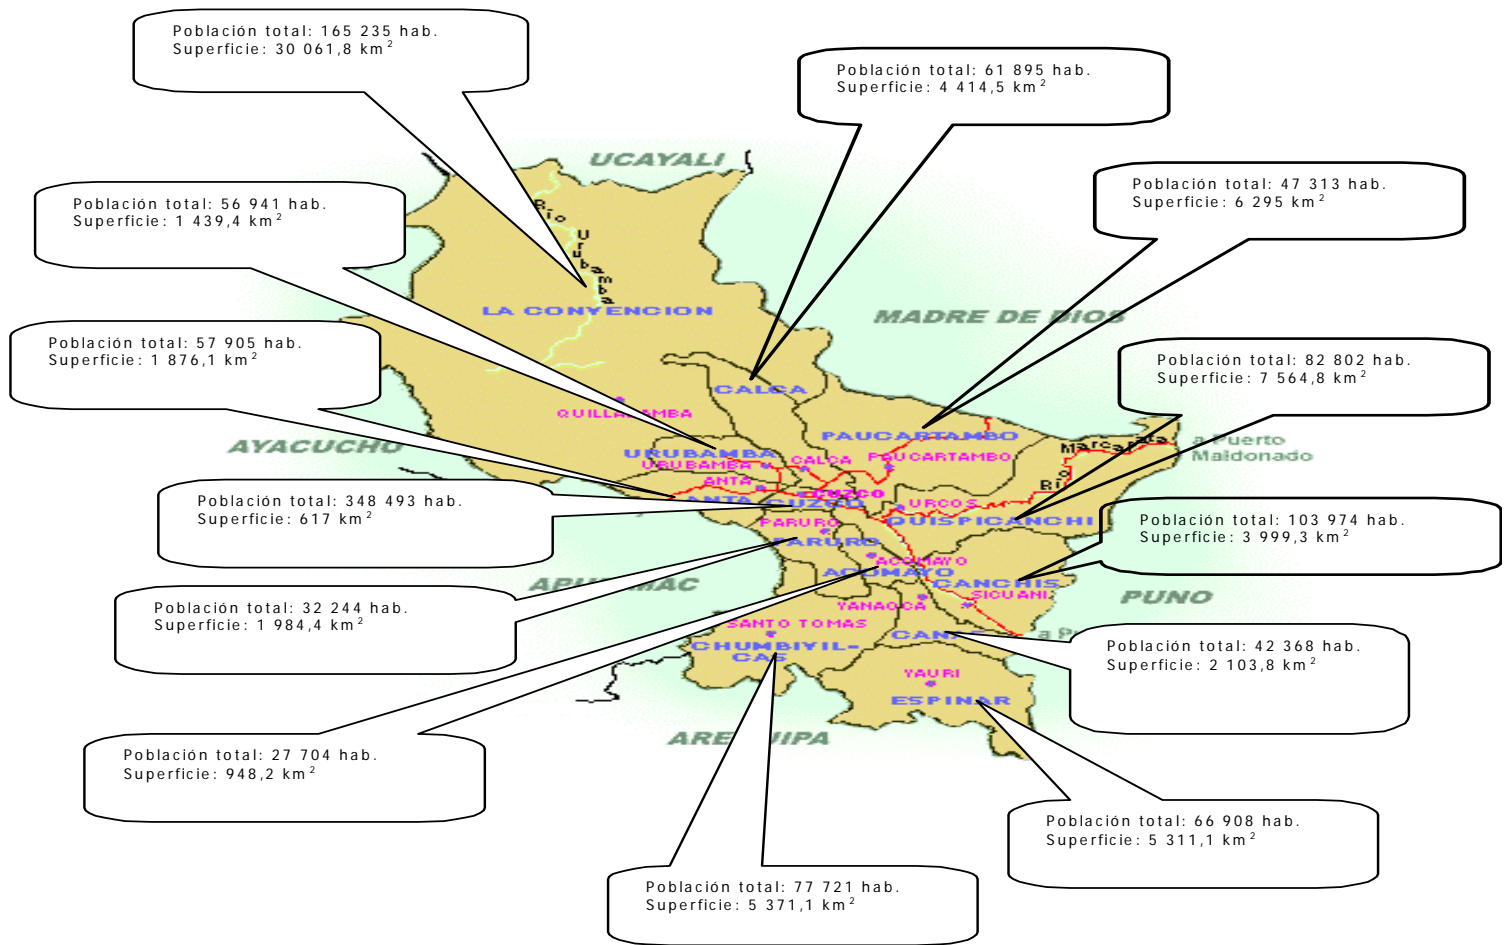 Población total: 165 235 hab.
Superficie: 30 061,8 km²
Población total: 61 895 hab.
Superficie: 4 414,5 km²
UCAYALI
Población total: 47 313 hab.
Superficie: 6 295 km²
Población total: 56 941 hab.
Superficie: 1 439,4 km²
Río Urubamba
LA CONVENCION
MADRE DE DIOS
Población total: 57 905 hab.
Superficie: 1 876,1 km²
Población total: 82 802 hab.
Superficie: 7 564,8 km²
CALCA
QUILLABAMBA
PAUCARTAMBO
AYACUCHO
URUBAMBA
URUBAMBA
CALCA
PAUCARTAMBO
Río Marcapata
a Puerto
Maldonado
ANTA
ANTA
CUZCO
CUZCO
URCOS
QUISPICANCHI
Población total: 348 493 hab.
Superficie: 617 km²
Población total: 103 974 hab.
Superficie: 3 999,3 km²
PARURO
PARURO
ACOMAYO
ACOMAYO
CANCHIS
SICUANI
APURIMAC
PUNO
Población total: 32 244 hab.
Superficie: 1 984,4 km²
YANAOCA
SANTO TOMAS
CANAS
a Pu
CHUMBIVIL-
CAS
Población total: 42 368 hab.
Superficie: 2 103,8 km²
YAURI
ESPINAR
AREQUIPA
Población total: 27 704 hab.
Superficie: 948,2 km²
Población total: 66 908 hab.
Superficie: 5 311,1 km²
Población total: 77 721 hab.
Superficie: 5 371,1 km²